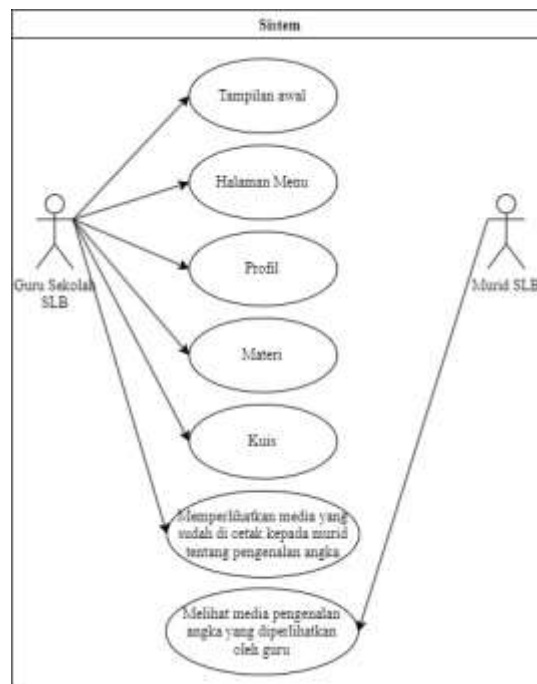 Sistem
Tampilan awal
Halaman Menu
Profil
Materi
Kuis
Memperlihatkan media yang
sudah di cetak kepada murid
tentang pengenalan angka
Melihat media pengenalan
angka yang diperlihatkan
oleh guru
Guru Sekolah
SLB
Murid SLB